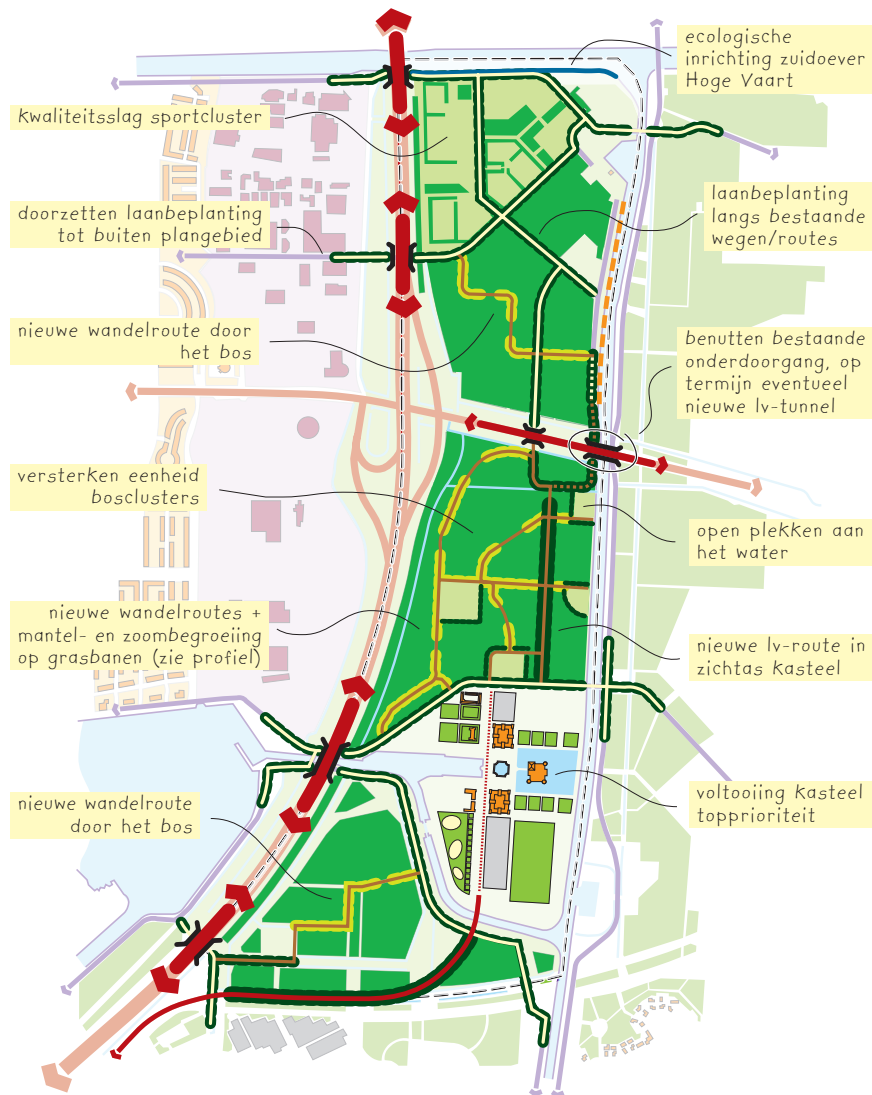 ecologische
inrichting zuidoever
Hoge Vaart
kwaliteitsslag sportcluster
laanbeplanting
langs bestaande
wegen/routes
doorzetten laanbeplanting
tot buiten plangebied
nieuwe wandelroute door
het bos
benutten bestaande
onderdoorgang, op
termijn eventueel
nieuwe lv-tunnel
versterken eenheid
bosclusters
open plekken aan
het water
nieuwe wandelroutes +
mantel- en zoombegroeiing
op grasbanen (zie profiel)
nieuwe lv-route in
zichtas kasteel
nieuwe wandelroute
door het bos
voltooiing kasteel
topprioriteit